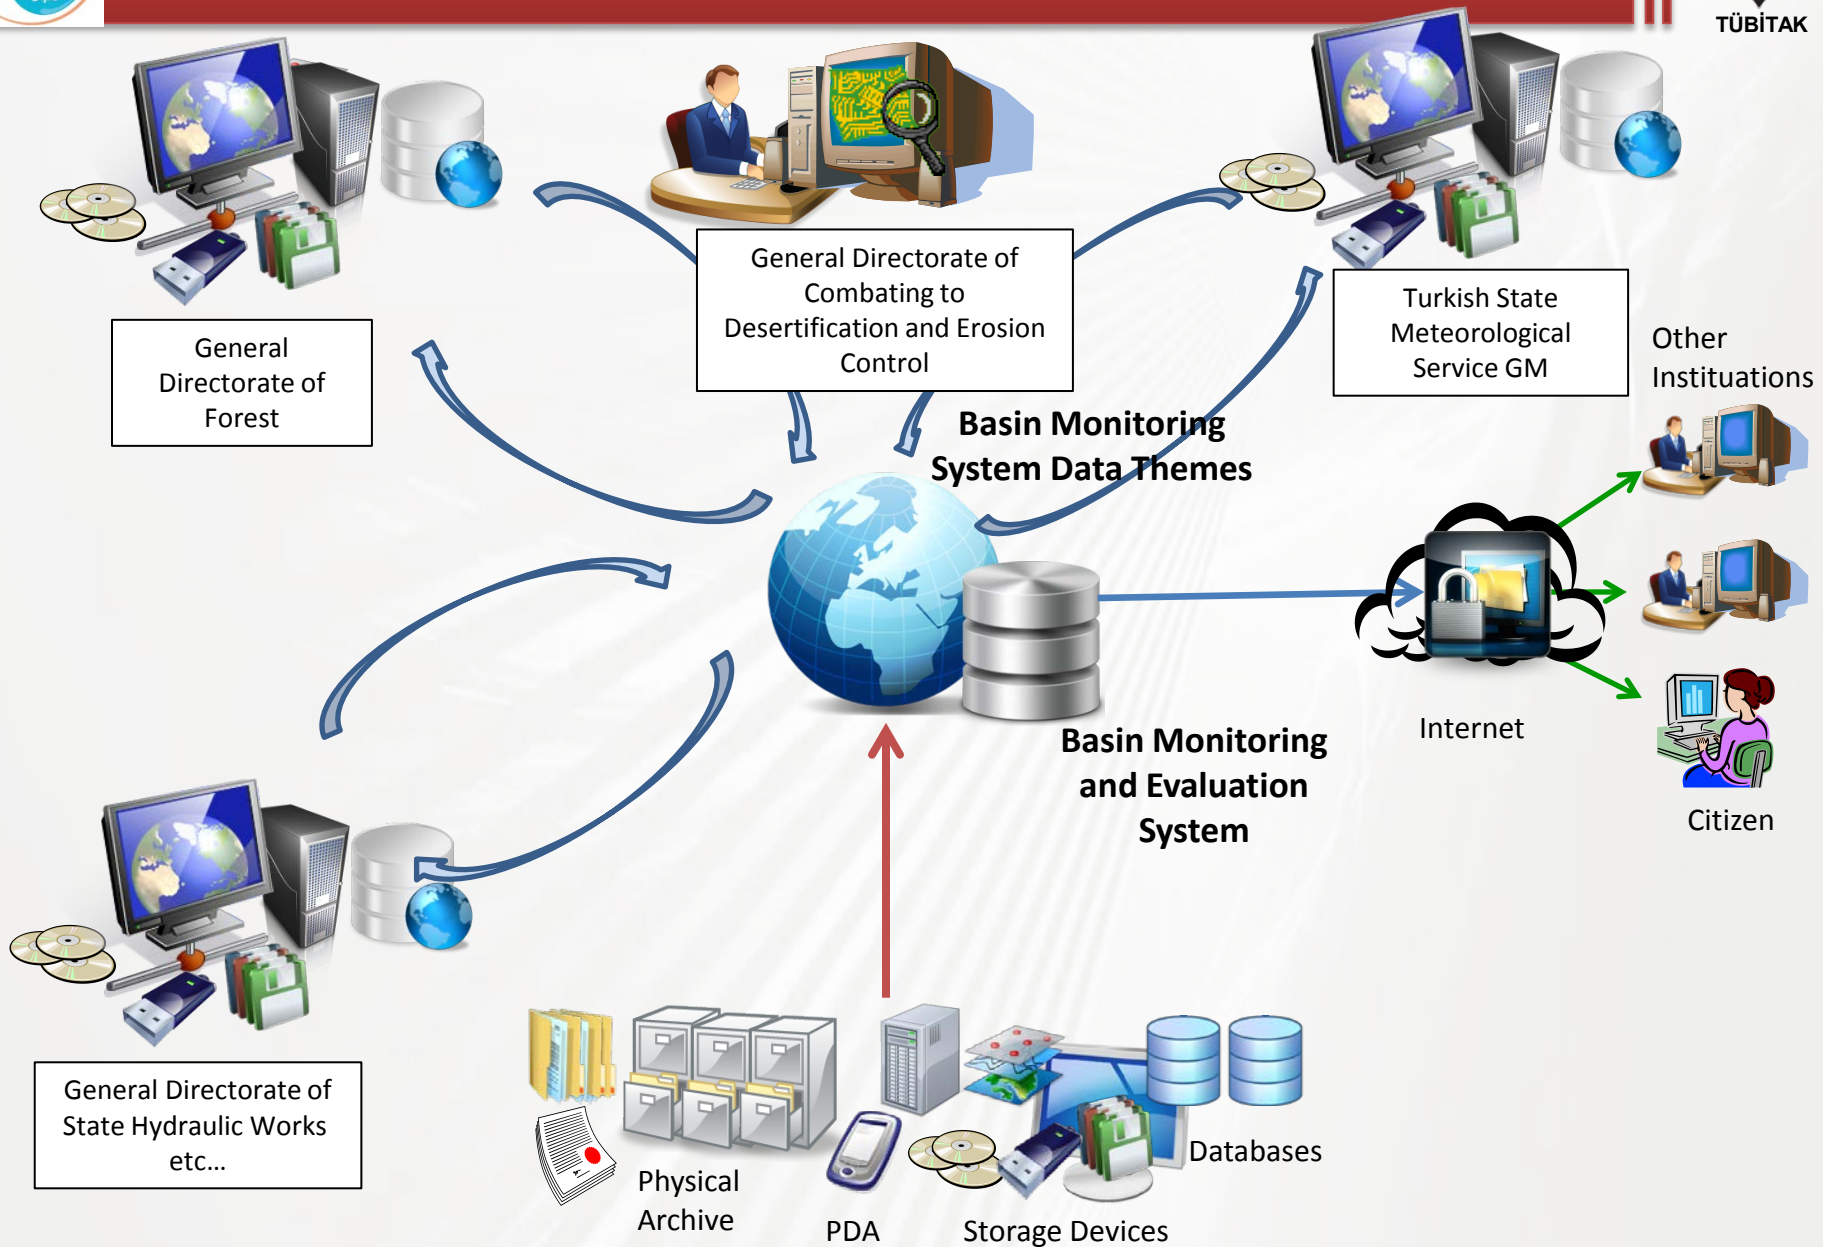 TÜBİTAK
General Directorate of
Combating to
Desertification and Erosion
Control
Turkish State
Meteorological
Service GM
General
Directorate of
Forest
Other
Instituations
Basin Monitoring
System Data Themes
Internet
Basin Monitoring
and Evaluation
System
Citizen
General Directorate of
State Hydraulic Works
etc...
Physical
Archive
PDA
Storage Devices
Databases